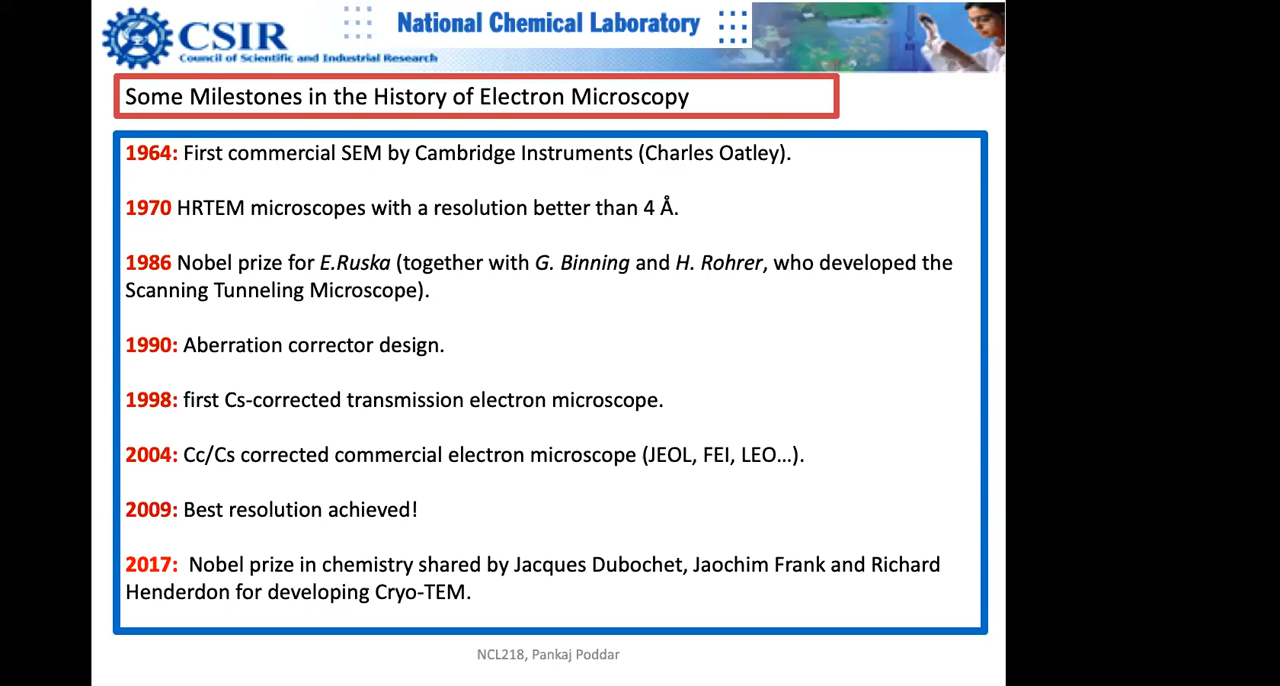 CSIR
Council of Scientific and Industrial Research
National Chemical Laboratory
Some Milestones in the History of Electron Microscopy
1964: First commercial SEM by Cambridge Instruments (Charles Oatley).
1970 HRTEM microscopes with a resolution better than 4 Å.
1986 Nobel prize for E.Ruska (together with G. Binning and H. Rohrer, who developed the
Scanning Tunneling Microscope).
1990: Aberration corrector design.
1998: first Cs-corrected transmission electron microscope.
2004: Cc/Cs corrected commercial electron microscope (JEOL, FEI, LEO...).
2009: Best resolution achieved!
2017: Nobel prize in chemistry shared by Jacques Dubochet, Jaochim Frank and Richard
Henderdon for developing Cryo-TEM.
NCL218, Pankaj Poddar